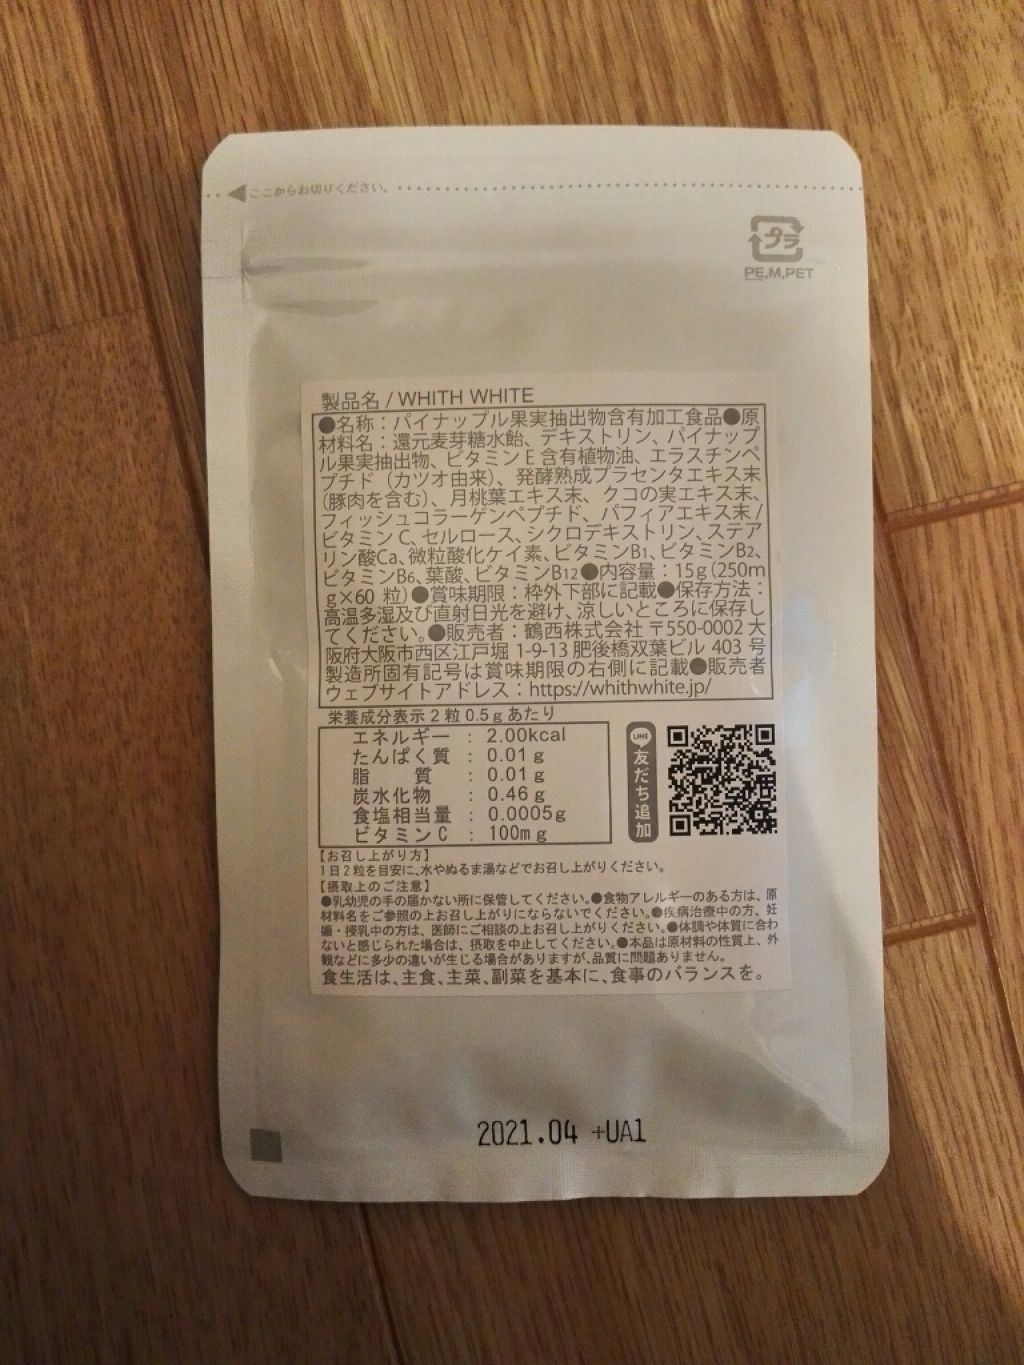 ここからお切りください。
プラ
PE,M,PET
製品名 / WHITH WHITE
●名称：パイナップル果実抽出物含有加工食品●原
材料名：還元麦芽糖水飴、デキストリン、パイナップ
ル果実抽出物、ビタミンE含有植物油、エラスチンペ
プチド（カツオ由来）、発酵熟成プラセンタエキス末
（豚肉を含む）、月桃葉エキス末、クコの実エキス末、
フィッシュコラーゲンペプチド、パフィアエキス末 /
ビタミンC、セルロース、シクロデキストリン、ステア
リン酸Ca、微粒酸化ケイ素、ビタミンB1、ビタミンB2、
ビタミンB6、葉酸、ビタミンB12●内容量：15g（250m
g×60 粒）●賞味期限：枠外下部に記載●保存方法：
高温多湿及び直射日光を避け、涼しいところに保存し
てください。●販売者：鶴西株式会社 〒550-0002 大
阪府大阪市西区江戸堀 1-9-13 肥後橋双葉ビル 403 号
製造所固有記号は賞味期限の右側に記載●販売者
ウェブサイトアドレス：https://whithwhite.jp/
栄養成分表示 2 粒 0.5g あたり
エネルギー ： 2.00kcal
たんぱく質 ： 0.01g
脂 質 ： 0.01g
炭水化物 ： 0.46g
食塩相当量 ： 0.0005g
ビタミンC ： 100mg
LINE
友だち追加
【お召し上がり方】
1日2粒を目安に、水やぬるま湯などでお召し上がりください。
【摂取上のご注意】
●乳幼児の手の届かない所に保管してください。●食物アレルギーのある方は、原
材料名をご参照の上お召し上がりにならないでください。●疾病治療中の方、妊
娠・授乳中の方は、医師にご相談の上お召し上がりください。●体調や体質に合わ
ないと感じられた場合は、摂取を中止してください。●本品は原材料の性質上、外
観などに多少の違いが生じる場合がありますが、品質に問題ありません。
食生活は、主食、主菜、副菜を基本に、食事のバランスを。
2021.04 +UA1